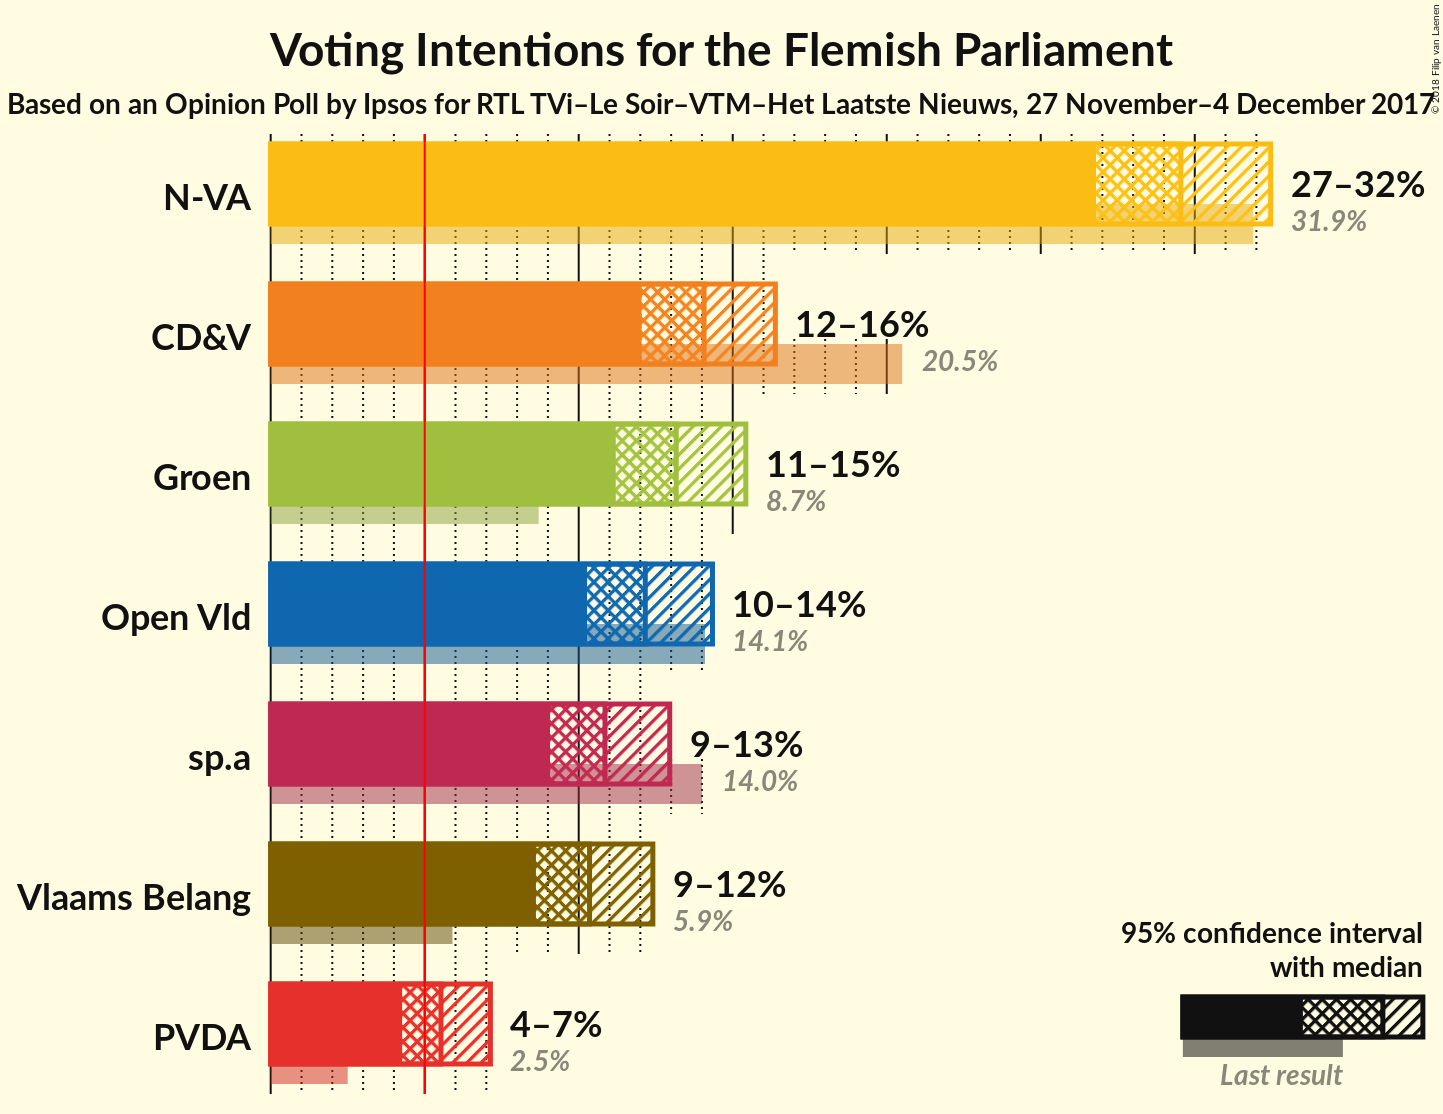 Voting Intentions for the Flemish Parliament
Based on an Opinion Poll by Ipsos for RTL TVi–Le Soir–VTM–Het Laatste Nieuws, 27 November–4 December 2017
© 2018 Filip van Laenen
N-VA
27–32%
31.9%
CD&V
12–16%
20.5%
Groen
11–15%
8.7%
Open Vld
10–14%
14.1%
sp.a
9–13%
14.0%
Vlaams Belang
9–12%
5.9%
PVDA
4–7%
2.5%
95% confidence interval
with median
Last result